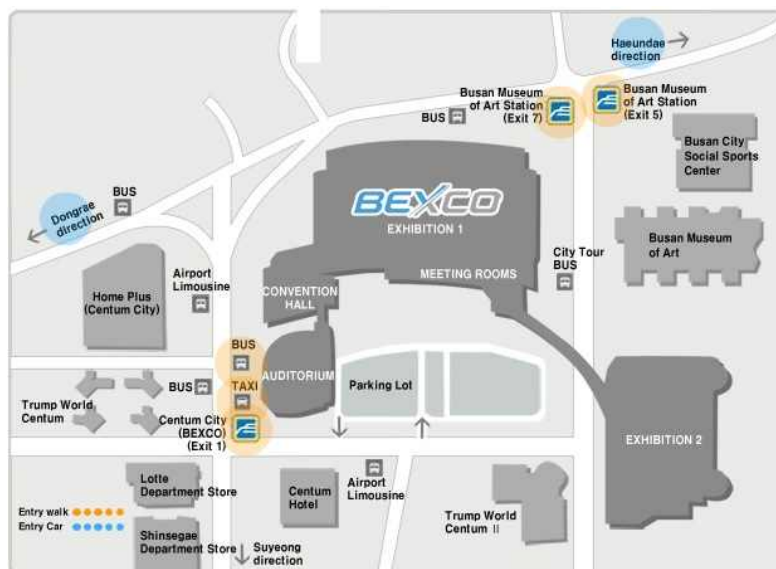 Haeundae
direction
Busan Museum
of Art Station
(Exit 7)
Busan Museum
of Art Station
(Exit 5)
BUS
Busan City
Social Sports
Center
BEXCO
EXHIBITION 1
BUS
Dongrae
direction
City Tour
BUS
Busan Museum
of Art
MEETING ROOMS
Airport
Limousine
CONVENTION
HALL
Home Plus
(Centum City)
BUS
AUDITORIUM
BUS
TAXI
Parking Lot
Trump World
Centum
Centum City
(BEXCO)
(Exit 1)
EXHIBITION 2
Lotte
Department Store
Centum
Hotel
Airport
Limousine
Trump World
Centum II
Entry walk
Entry Car
Shinsegae
Department Store
Suyeong
direction